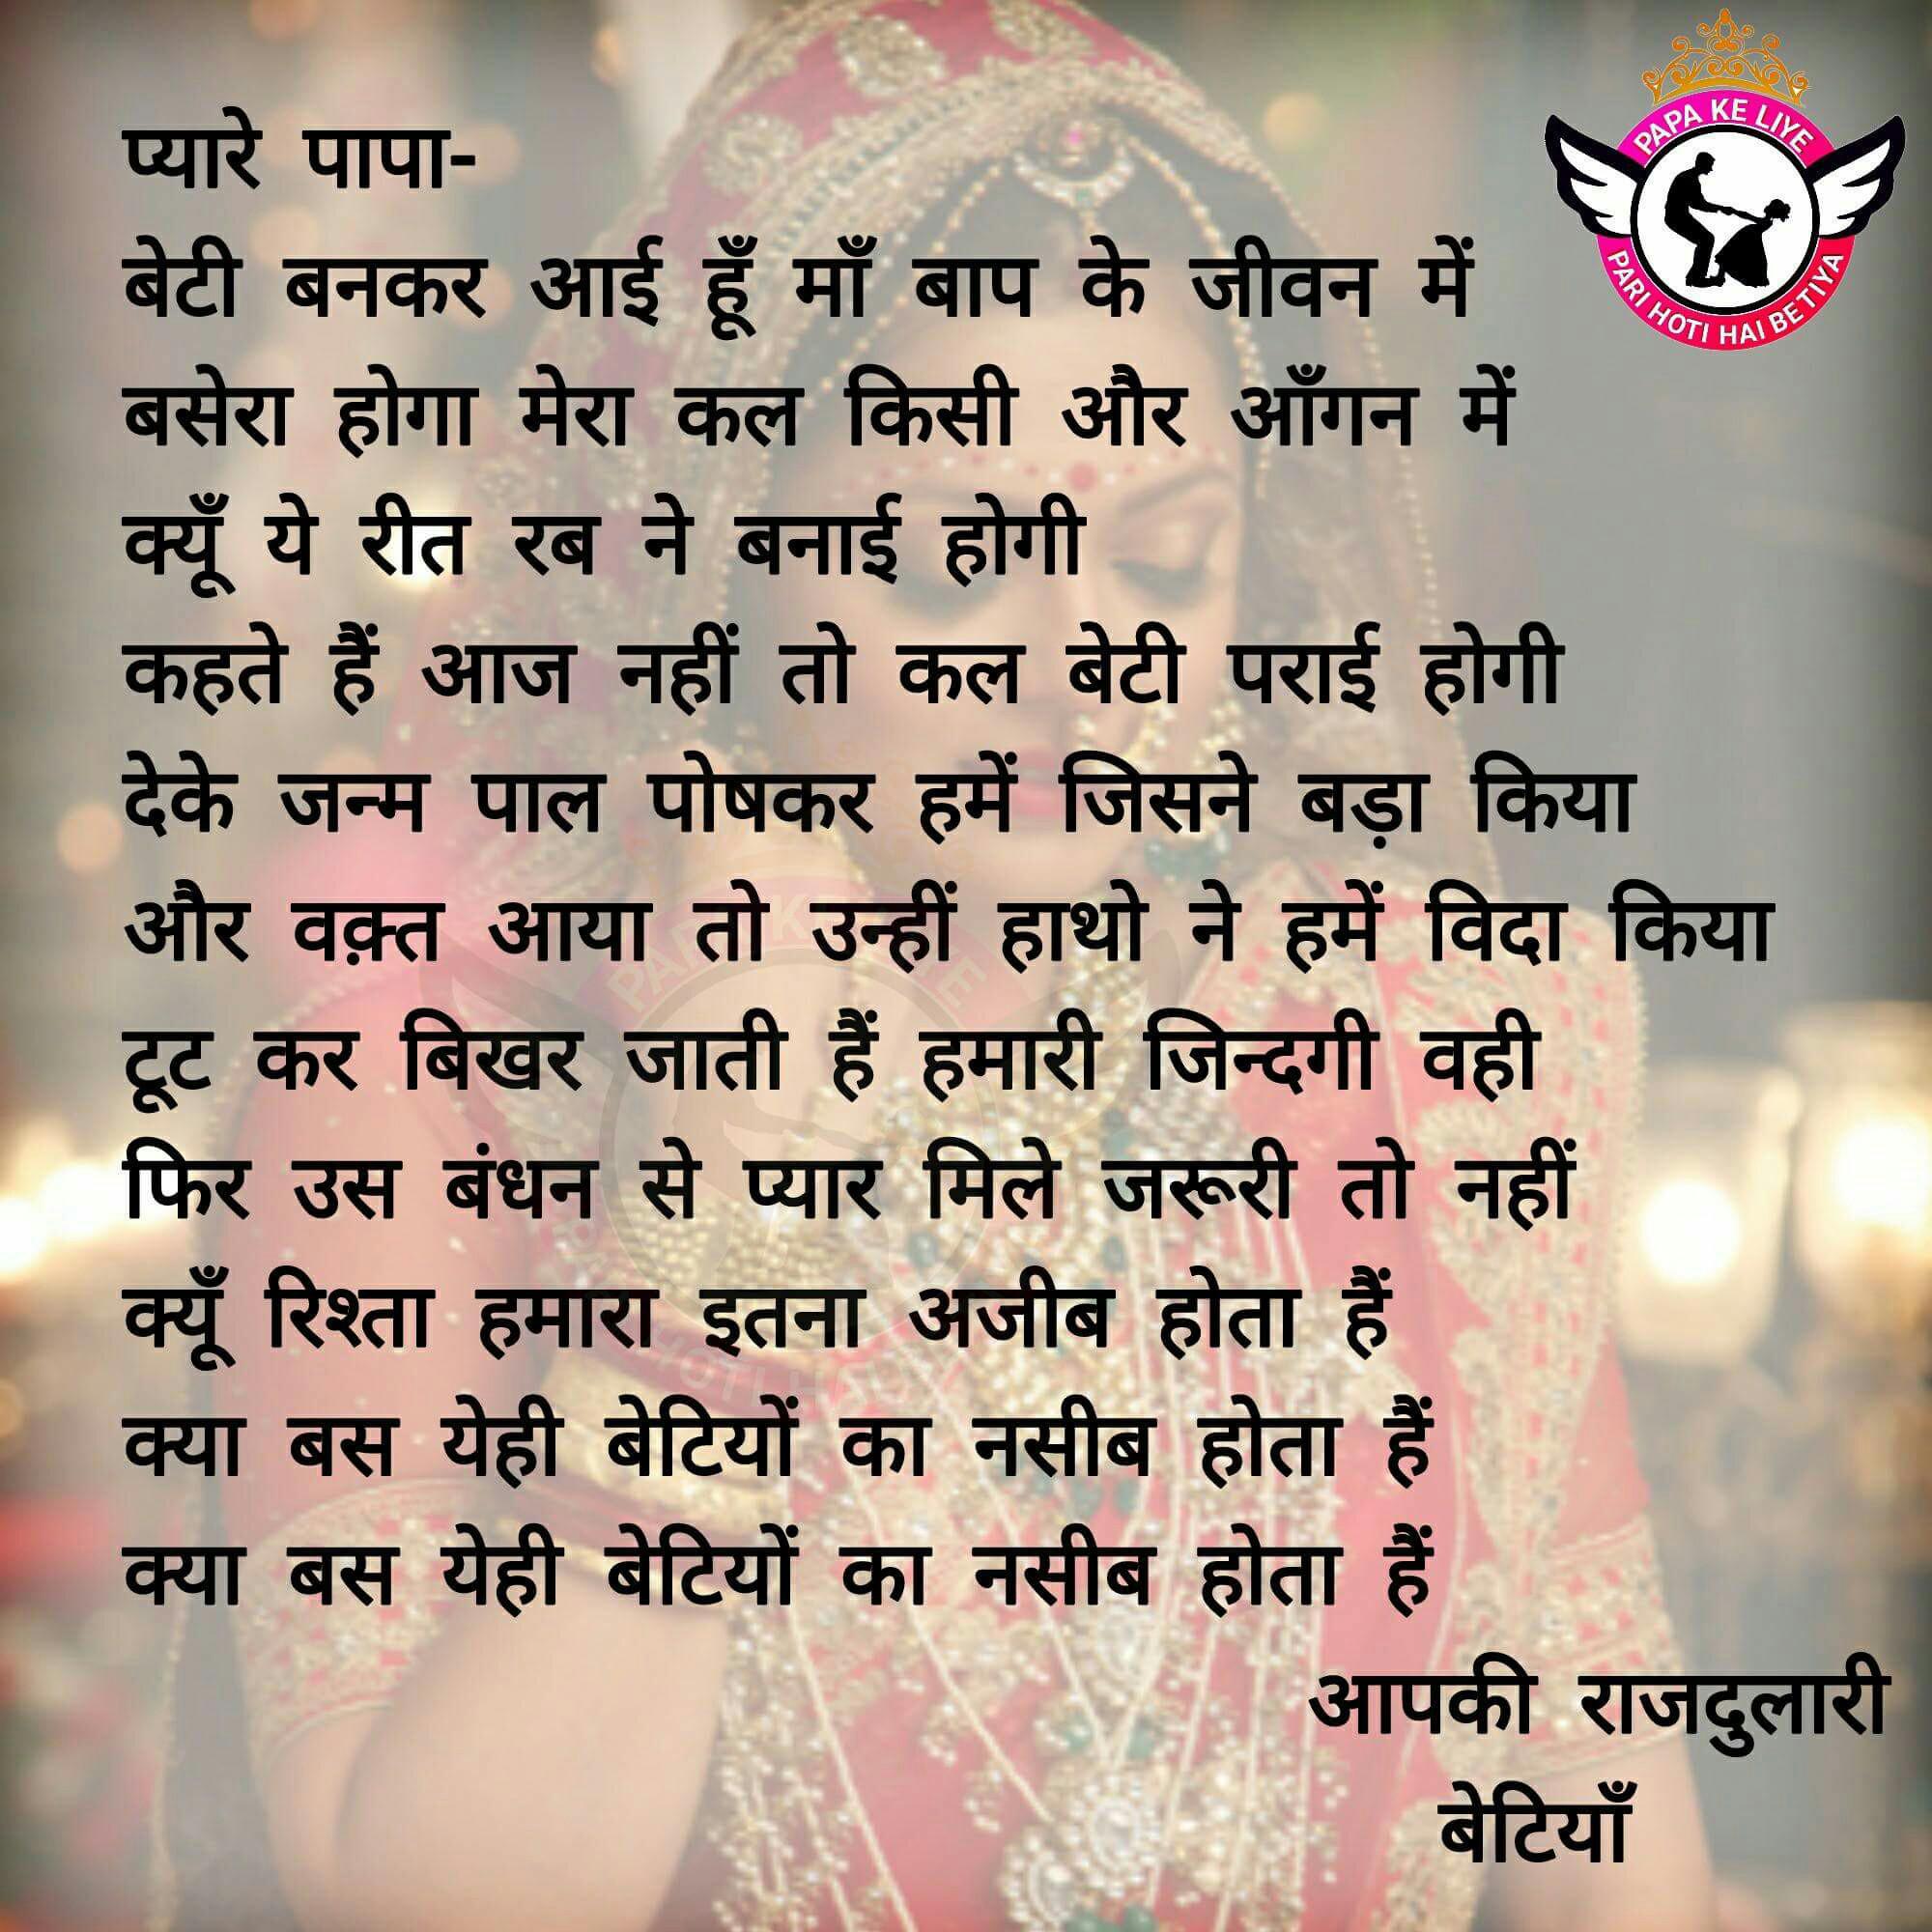 PAPA KE LIYE
PARI HOTI HAI BETIYA
प्यारे पापा-
बेटी बनकर आई हूँ माँ बाप के जीवन में
बसेरा होगा मेरा कल किसी और आँगन में
क्यूँ ये रीत रब ने बनाई होगी
कहते हैं आज नहीं तो कल बेटी पराई होगी
देके जन्म पाल पोषकर हमें जिसने बड़ा किया
और वक़्त आया तो उन्हीं हाथो ने हमें विदा किया
टूट कर बिखर जाती हैं हमारी जिन्दगी वही
फिर उस बंधन से प्यार मिले जरूरी तो नहीं
क्यूँ रिश्ता हमारा इतना अजीब होता हैं
क्या बस येही बेटियों का नसीब होता हैं
क्या बस येही बेटियों का नसीब होता हैं
आपकी राजदुलारी
बेटियाँ